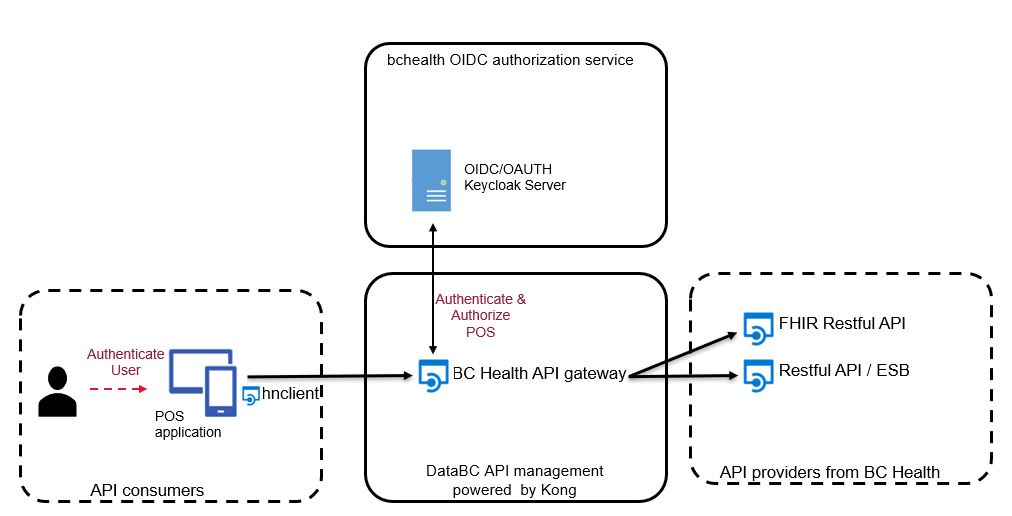 bchealth OIDC authorization service
OIDC/OAUTH
Keycloak Server
Authenticate &
Authorize
POS
Authenticate
User
POS
application
hnclient
API consumers
BC Health API gateway
DataBC API management
powered by Kong
FHIR Restful API
Restful API / ESB
API providers from BC Health